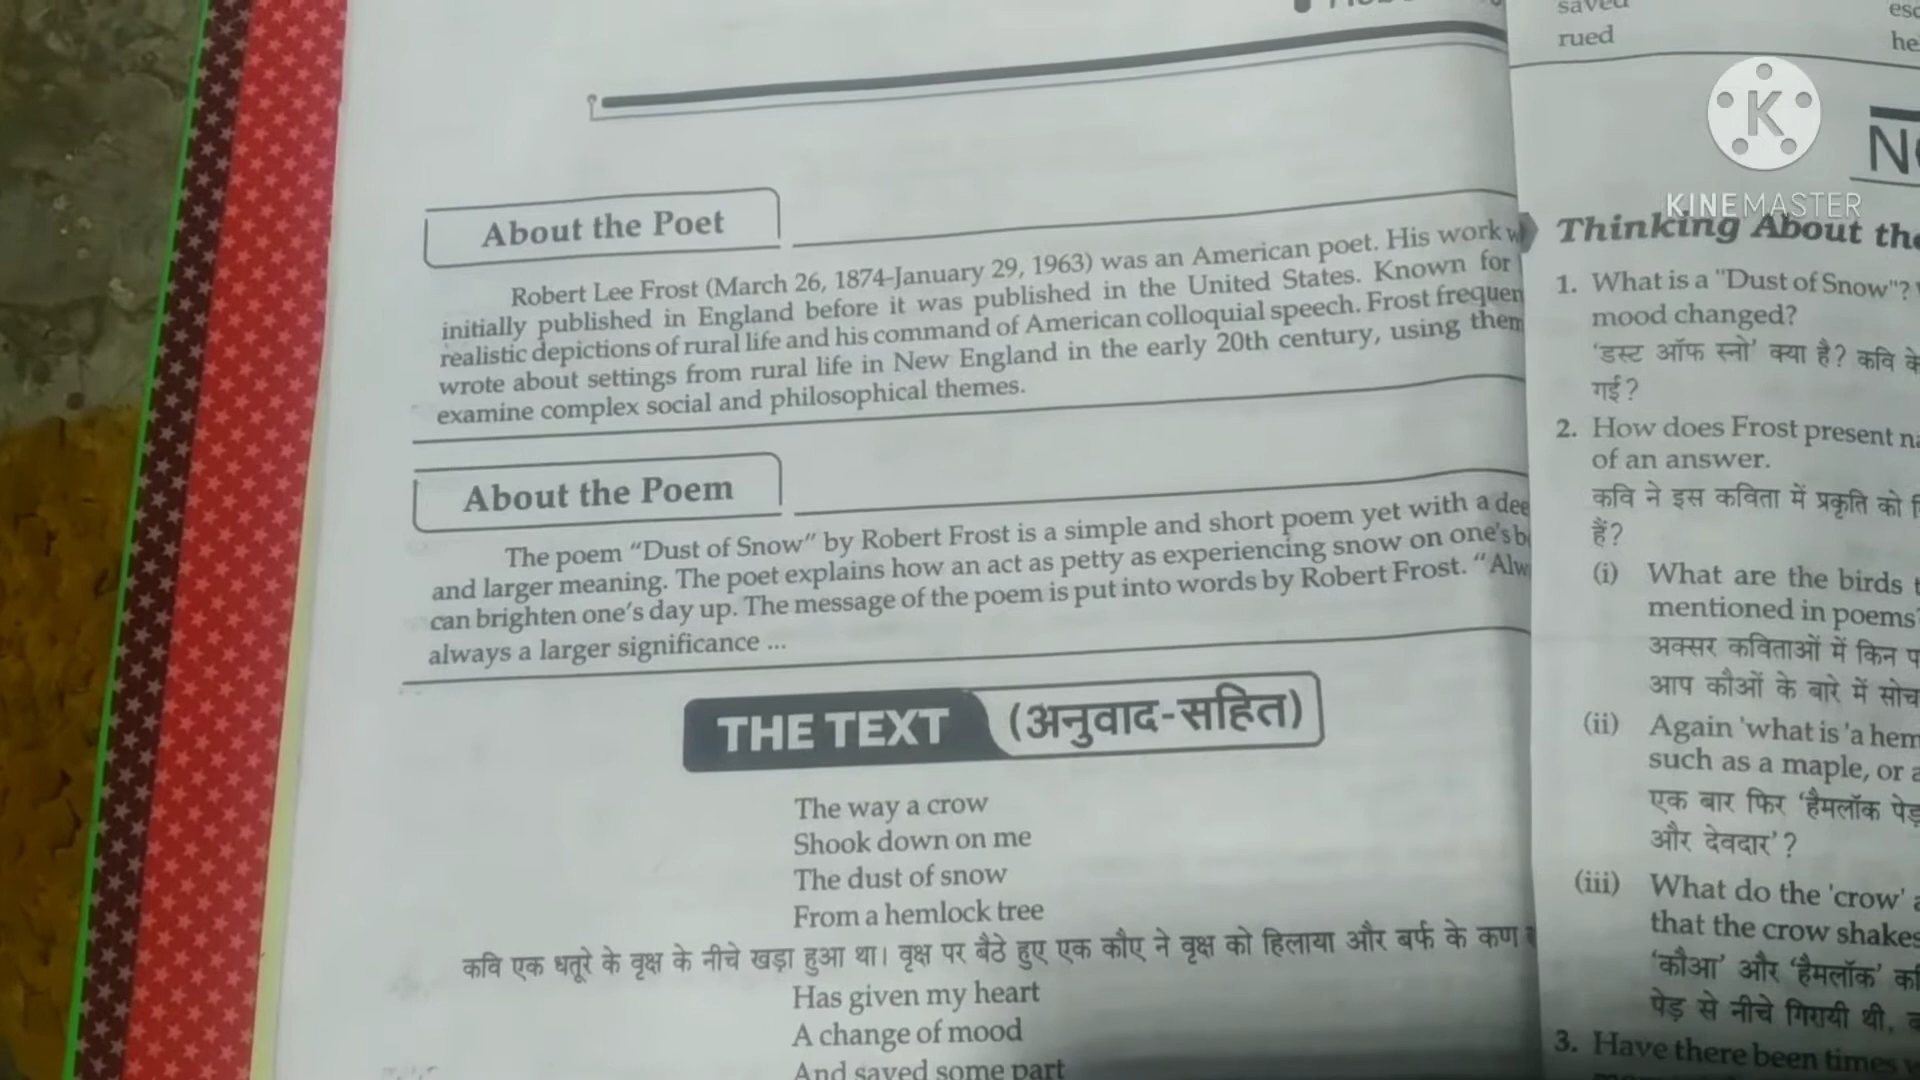 About the Poet
Robert Lee Frost (March 26, 1874-January 29, 1963) was an American poet. His work
initially published in England before it was published in the United States. Known for
realistic depictions of rural life and his command of American colloquial speech. Frost frequen
wrote about settings from rural life in New England in the early 20th century, using them
examine complex social and philosophical themes.
About the Poem
The poem "Dust of Snow" by Robert Frost is a simple and short poem yet with a dee
and larger meaning. The poet explains how an act as petty as experiencing snow on one's b
can brighten one's day up. The message of the poem is put into words by Robert Frost. "Alw
always a larger significance ...
THE TEXT (अनुवाद-सहित)
The way a crow
Shook down on me
The dust of snow
From a hemlock tree
कवि एक धतूरे के वृक्ष के नीचे खड़ा हुआ था। वृक्ष पर बैठे हुए एक कौए ने वृक्ष को हिलाया और बर्फ के कण
Has given my heart
A change of mood
And saved some part
saved
rued
esc
he
KINEMASTER
Thinking About the
1. What is a "Dust of Snow"?
mood changed?
'डस्ट ऑफ स्नो' क्या है? कवि के
गई?
2. How does Frost present na
of an answer.
कवि ने इस कविता में प्रकृति को
हैं?
(i) What are the birds t
mentioned in poems?
अक्सर कविताओं में किन प
आप कौओं के बारे में सोच
(ii) Again 'what is 'a hem
such as a maple, or a
एक बार फिर 'हैमलॉक पेड़
और देवदार'?
(iii) What do the 'crow' a
that the crow shakes
'कौआ' और 'हैमलॉक' क
पेड़ से नीचे गिरायी थी,
3. Have there been times